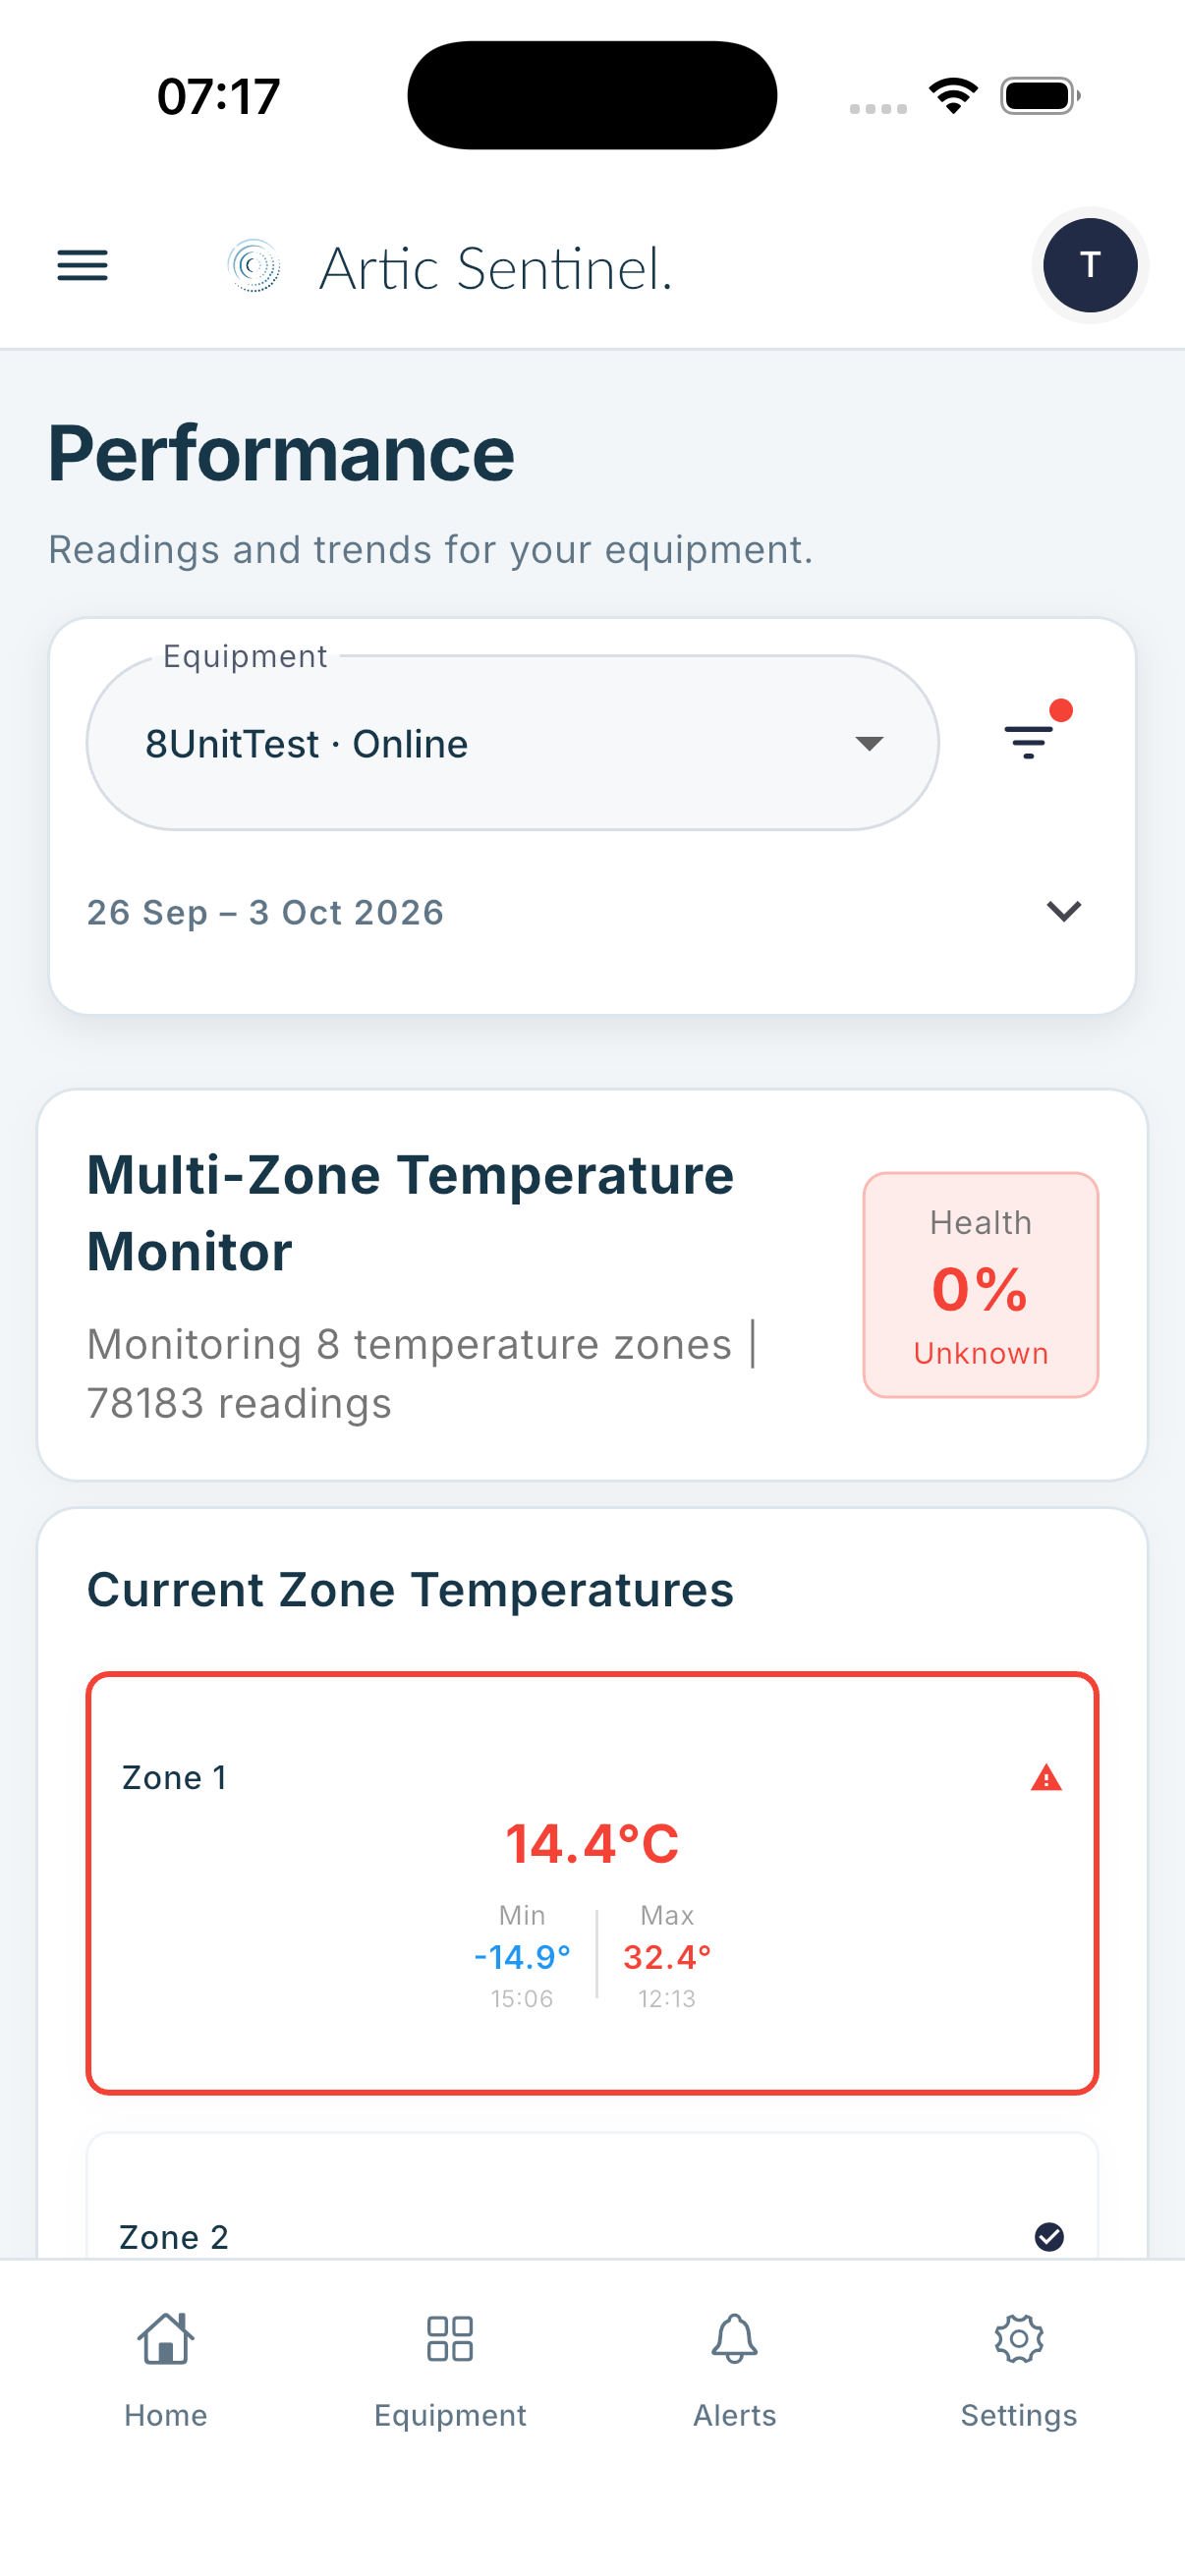 07:17
Artic Sentinel.
T
Performance
Readings and trends for your equipment.
Equipment
8UnitTest · Online
26 Sep – 3 Oct 2026
Multi-Zone Temperature
Monitor
Monitoring 8 temperature zones |
78183 readings
Health
0%
Unknown
Current Zone Temperatures
Zone 1
14.4°C
Min
-14.9°
15:06
Max
32.4°
12:13
Zone 2
Home
Equipment
Alerts
Settings